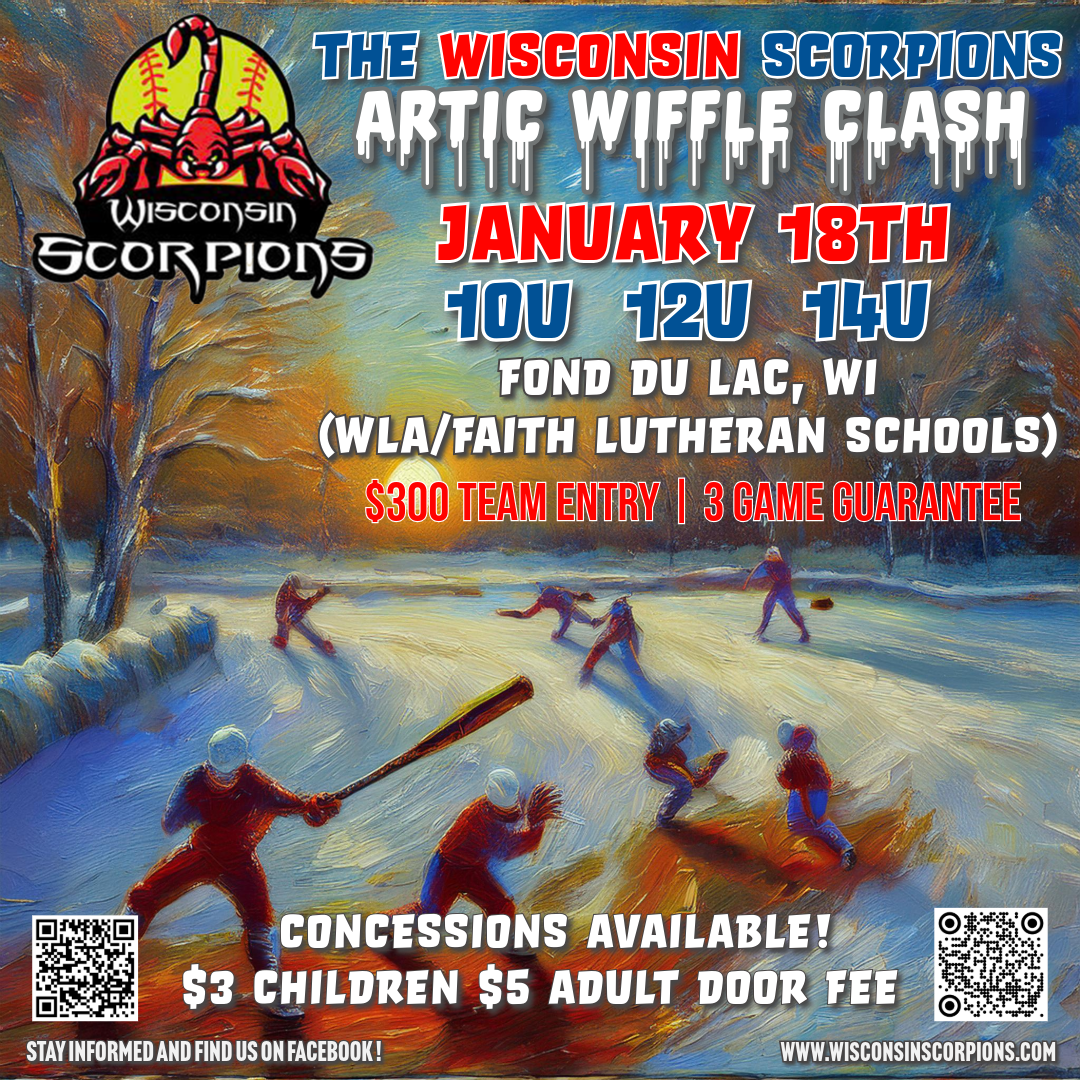 Wisconsin
Scorpions
THE WISCONSIN SCORPIONS
ARTIC WIFFLE CLASH
JANUARY 18TH
10U 12U 14U
FOND DU LAC, WI
(WLA/FAITH LUTHERAN SCHOOLS)
$300 TEAM ENTRY | 3 GAME GUARANTEE
CONCESSIONS AVAILABLE!
$3 CHILDREN $5 ADULT DOOR FEE
STAY INFORMED AND FIND US ON FACEBOOK!
WWW.WISCONSINSCORPIONS.COM